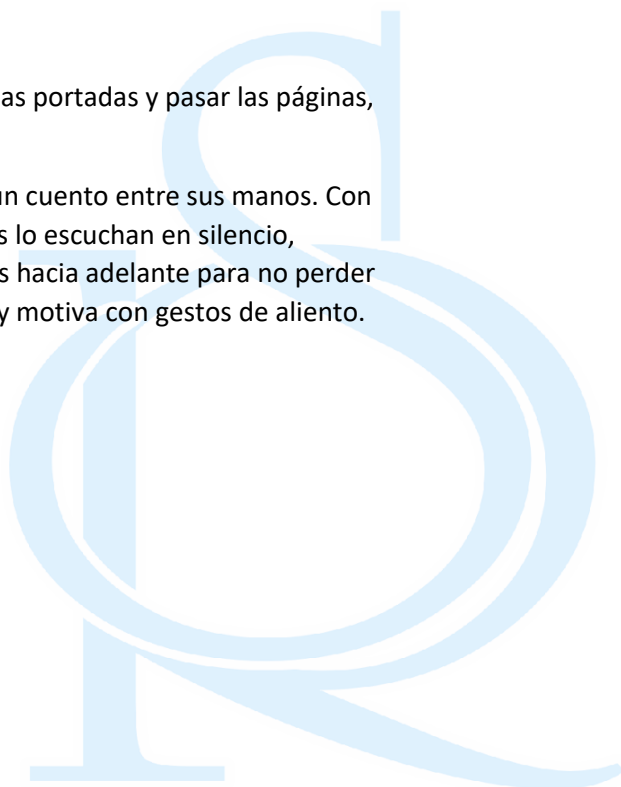 as portadas y pasar las páginas,
un cuento entre sus manos. Con
s lo escuchan en silencio,
s hacia adelante para no perder
y motiva con gestos de aliento.